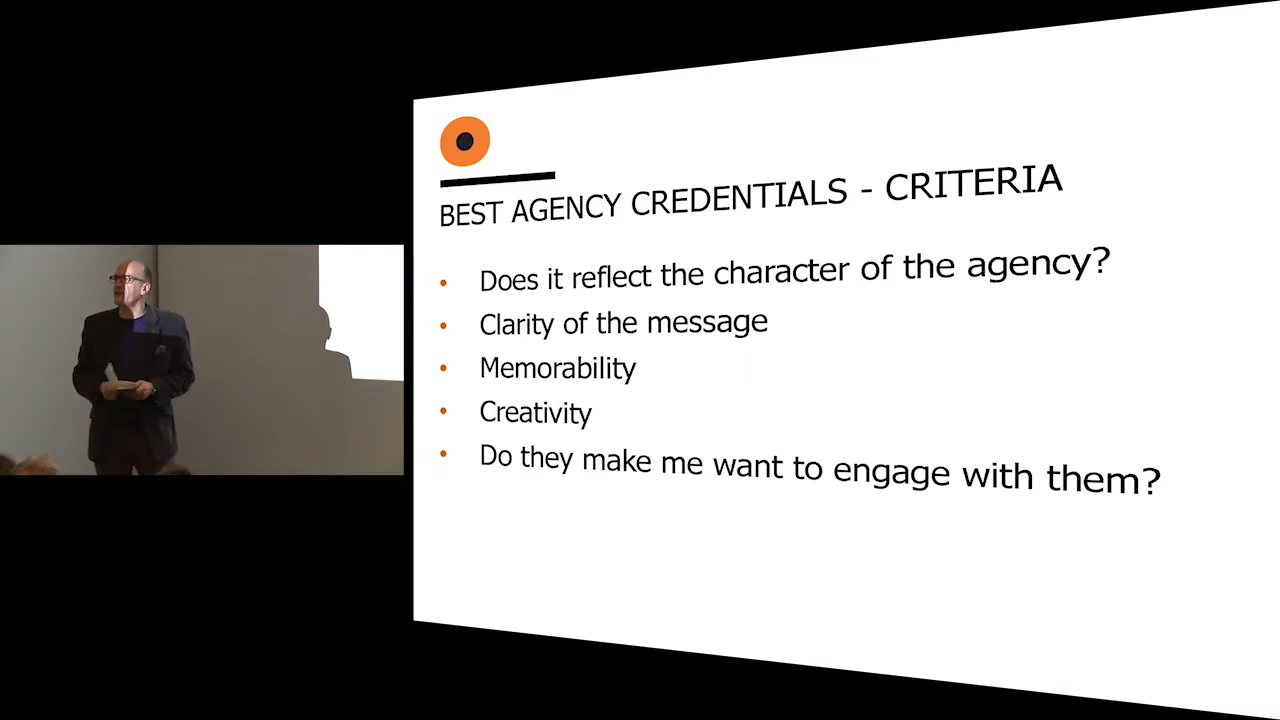 BEST AGENCY CREDENTIALS - CRITERIA
Does it reflect the character of the agency?
Clarity of the message
Memorability
Creativity
Do they make me want to engage with them?